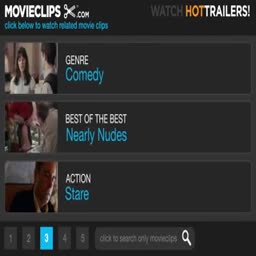 MOVIECLIPS .COM WATCH HOTTRAILERS!
click below to watch related movie clips
GENRE
Comedy
BEST OF THE BEST
Nearly Nudes
ACTION
Stare
1 2 3 4 5 click to search only movieclips